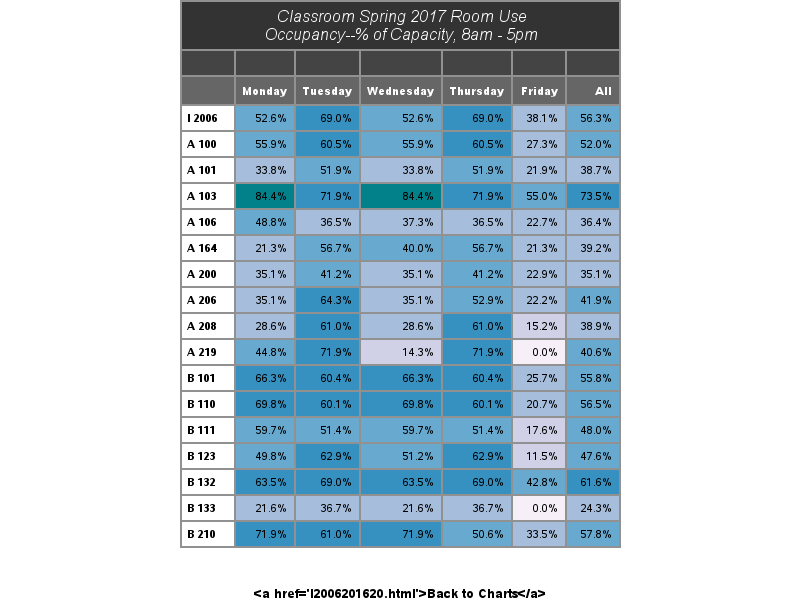 Classroom Spring 2017 Room Use
Occupancy--% of Capacity, 8am - 5pm
Monday Tuesday Wednesday Thursday Friday All
I 2006 52.6% 69.0% 52.6% 69.0% 38.1% 56.3%
A 100 55.9% 60.5% 55.9% 60.5% 27.3% 52.0%
A 101 33.8% 51.9% 33.8% 51.9% 21.9% 38.7%
A 103 84.4% 71.9% 84.4% 71.9% 55.0% 73.5%
A 106 48.8% 36.5% 37.3% 36.5% 22.7% 36.4%
A 164 21.3% 56.7% 40.0% 56.7% 21.3% 39.2%
A 200 35.1% 41.2% 35.1% 41.2% 22.9% 35.1%
A 206 35.1% 64.3% 35.1% 52.9% 22.2% 41.9%
A 208 28.6% 61.0% 28.6% 61.0% 15.2% 38.9%
A 219 44.8% 71.9% 14.3% 71.9% 0.0% 40.6%
B 101 66.3% 60.4% 66.3% 60.4% 25.7% 55.8%
B 110 69.8% 60.1% 69.8% 60.1% 20.7% 56.5%
B 111 59.7% 51.4% 59.7% 51.4% 17.6% 48.0%
B 123 49.8% 62.9% 51.2% 62.9% 11.5% 47.6%
B 132 63.5% 69.0% 63.5% 69.0% 42.8% 61.6%
B 133 21.6% 36.7% 21.6% 36.7% 0.0% 24.3%
B 210 71.9% 61.0% 71.9% 50.6% 33.5% 57.8%
<a href='I2006201620.html'>Back to Charts</a>